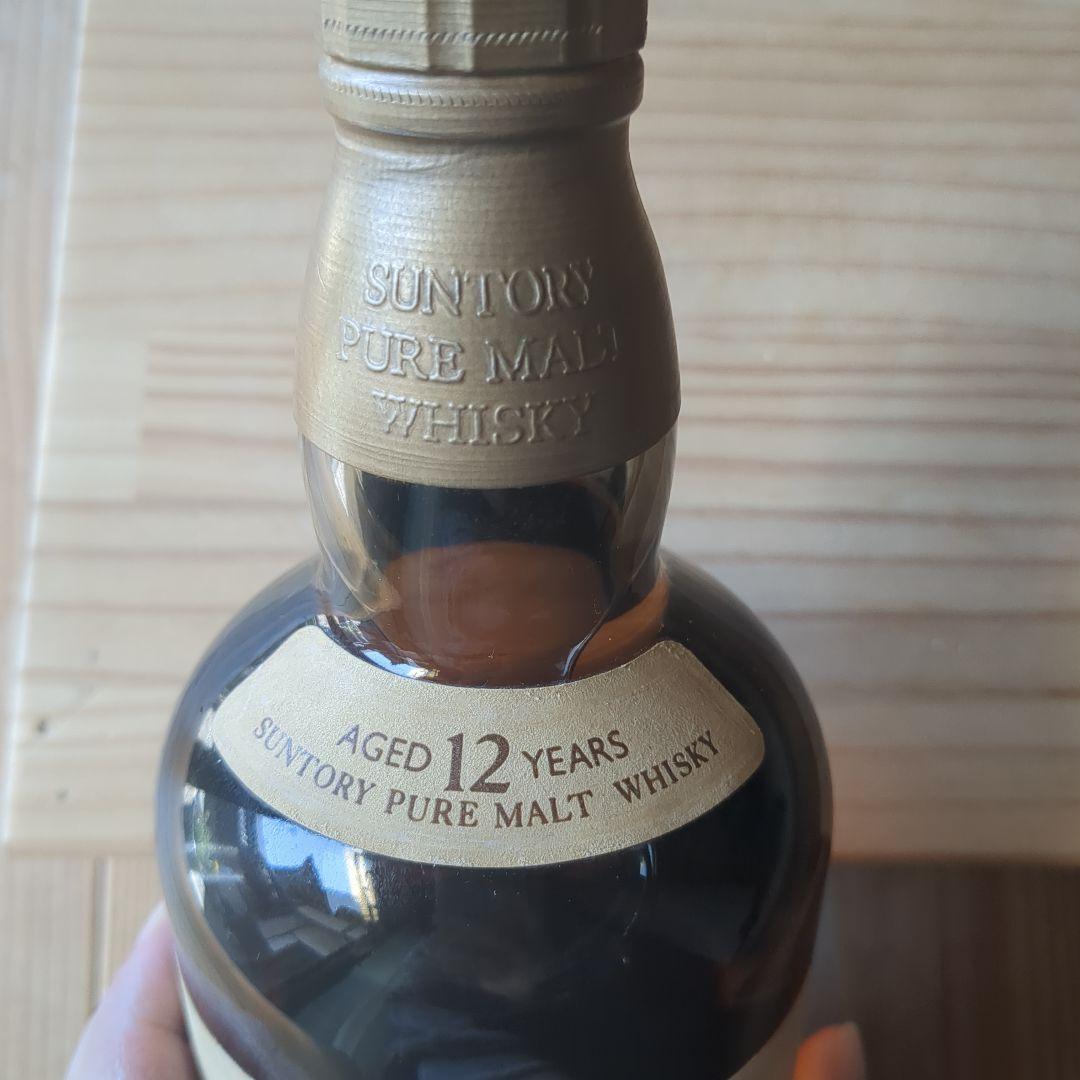 SUNTORY
PURE MALT
WHISKY
AGED 12 YEARS
SUNTORY PURE MALT WHISKY